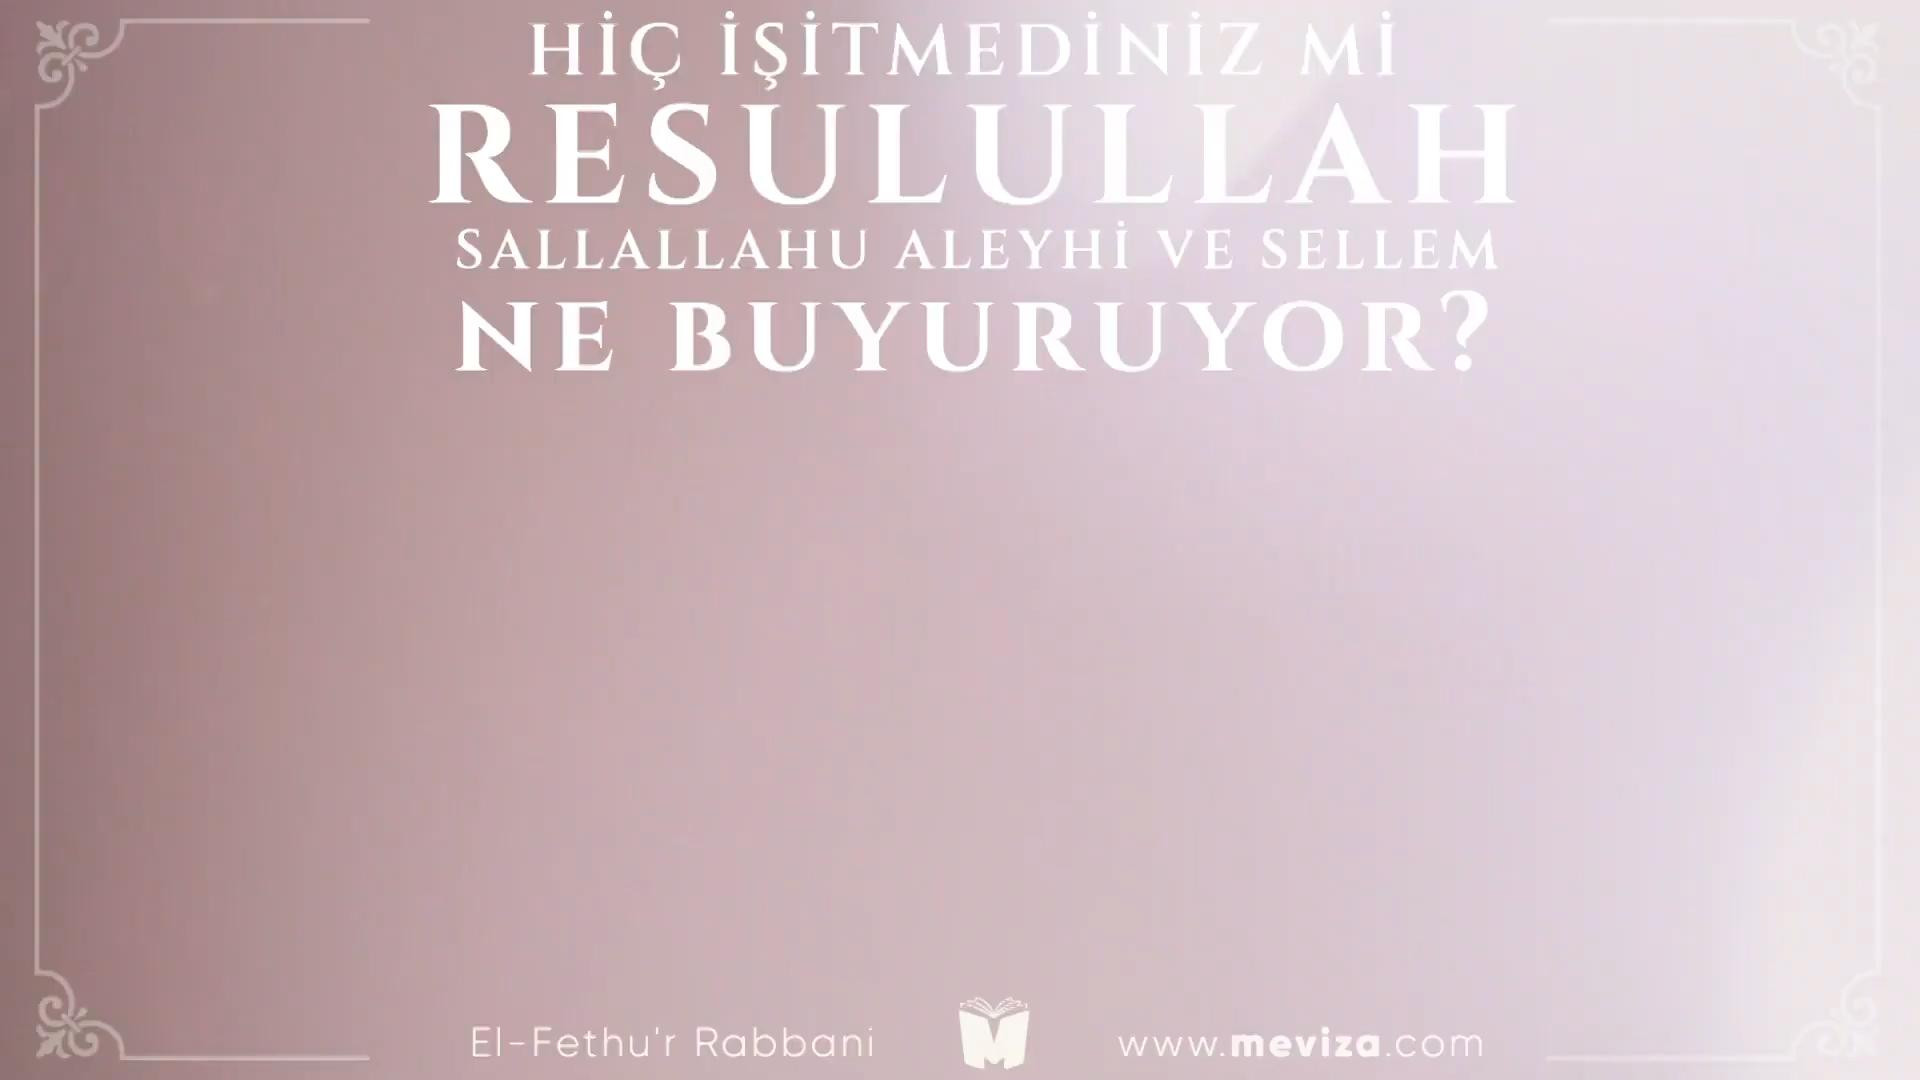 HİÇ İŞİTMEDİNİZ Mİ
RESULULLAH
SALLALLAHU ALEYHİ VE SELLEM
NE BUYURUYOR?
El-Fethu'r Rabbani
www.meviza.com